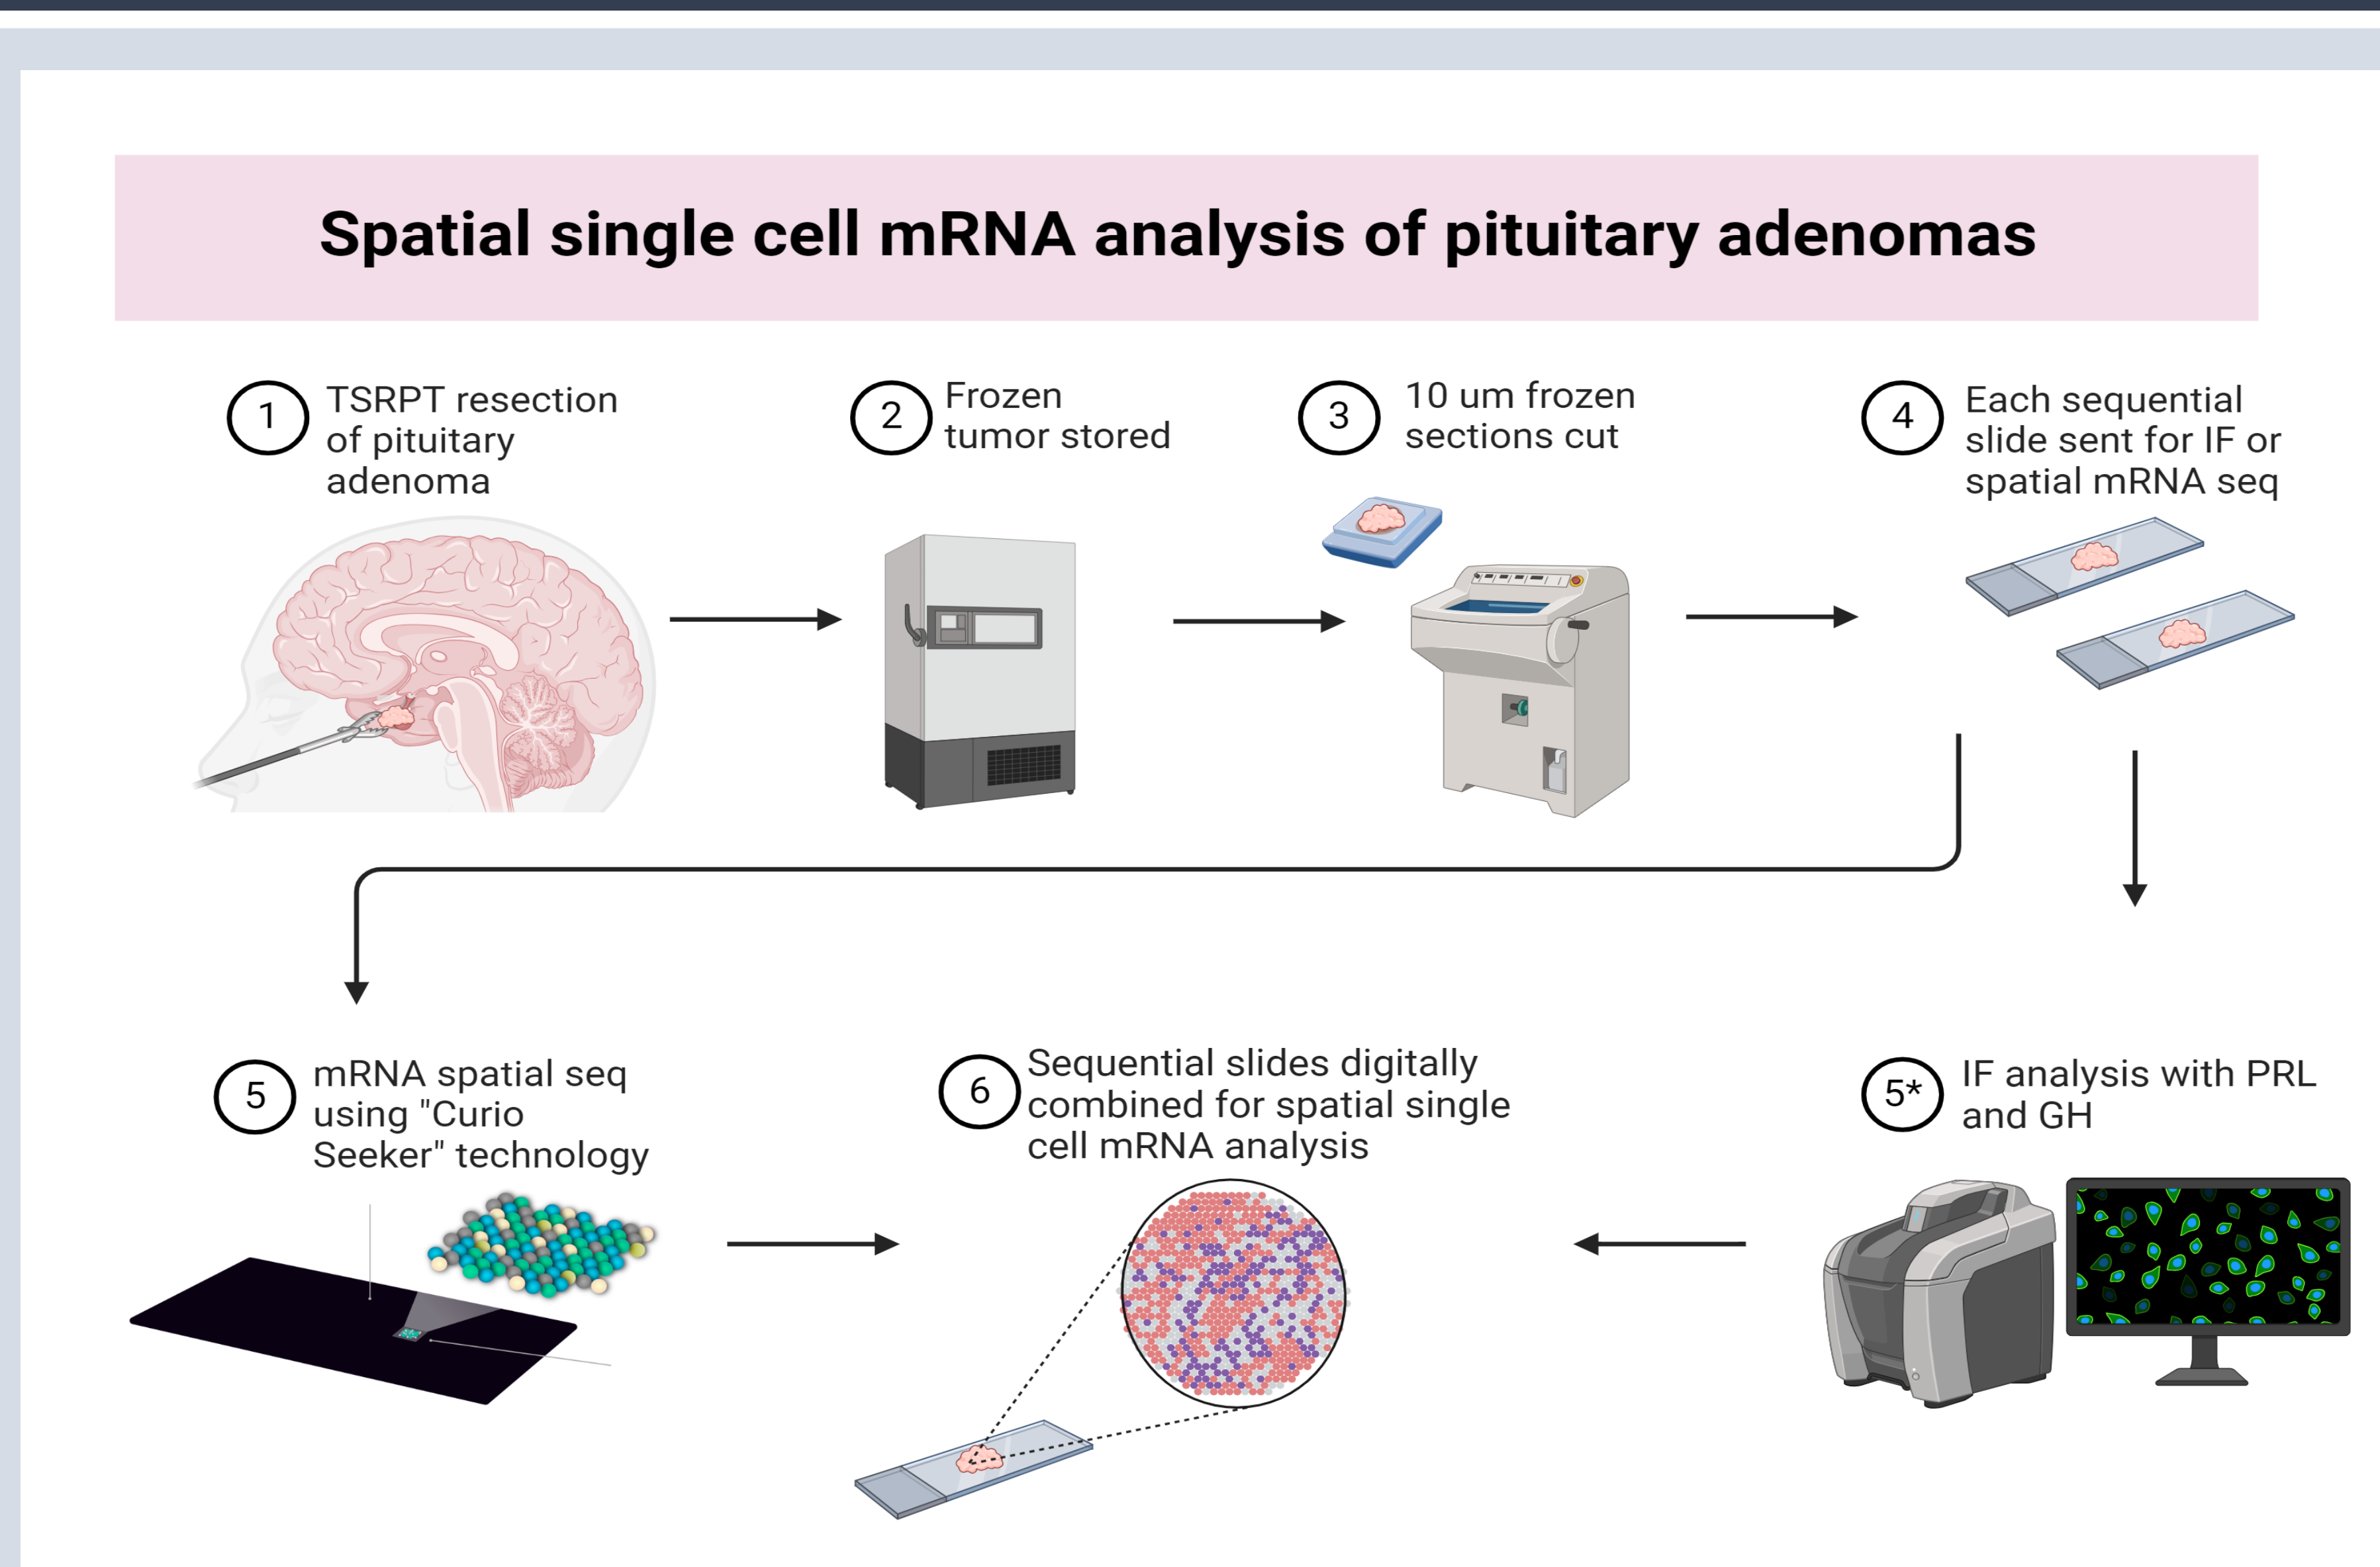 Spatial single cell mRNA analysis of pituitary adenomas
1
TSRPT resection
of pituitary
adenoma
2
Frozen
tumor stored
3
10 um frozen
sections cut
4
Each sequential
slide sent for IF or
spatial mRNA seq
5
mRNA spatial seq
using "Curio
Seeker" technology
6
Sequential slides digitally
combined for spatial single
cell mRNA analysis
5*
IF analysis with PRL
and GH